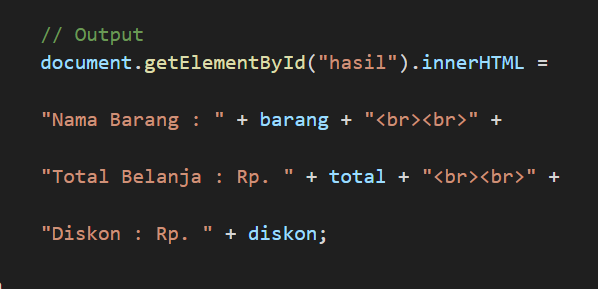 // Output
document.getElementById("hasil").innerHTML =
"Nama Barang : " + barang + "<br><br>" +
"Total Belanja : Rp. " + total + "<br><br>" +
"Diskon : Rp. " + diskon;